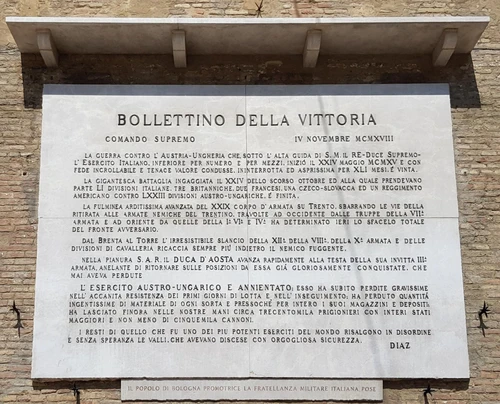 BOLLETTINO DELLA VITTORIA
COMANDO SUPREMO IV NOVEMBRE MCMXVIII
LA GUERRA CONTRO L'AUSTRIA-UNGHERIA CHE, SOTTO L'ALTA GUIDA DI S.M. IL RE-DUCE SUPREMO-
L'ESERCITO ITALIANO, INFERIORE PER NUMERO E PER MEZZI, INIZIÒ IL XXIV MAGGIO MCMXV E CON
FEDE INCROLLABILE E TENACE VALORE CONDUSSE, ININTERROTTA ED ASPRISSIMA PER XLI MESI, È VINTA.
LA GIGANTESCA BATTAGLIA INGAGGIATA IL XXIV DELLO SCORSO OTTOBRE ED ALLA QUALE PRENDEVANO
PARTE LI DIVISIONI ITALIANE, TRE BRITANNICHE, DUE FRANCESI, UNA CZECO-SLOVACCA ED UN REGGIMENTO
AMERICANO CONTRO LXXIII DIVISIONI AUSTRO-UNGARICHE, È FINITA.
LA FULMINEA ARDITISSIMA AVANZATA DEL XXIX CORPO D'ARMATA SU TRENTO, SBARRANDO LE VIE DELLA
RITIRATA ALLE ARMATE NEMICHE DEL TRENTINO, TRAVOLTE AD OCCIDENTE DALLE TRUPPE DELLA VII:
ARMATA E AD ORIENTE DA QUELLE DELLA I: VI: E IV: HA DETERMINATO IERI LO SFACELO TOTALE
DEL FRONTE AVVERSARIO.
DAL BRENTA AL TORRE L'IRRESISTIBILE SLANCIO DELLA XII: DELLA VIII: DELLA X: ARMATA E DELLE
DIVISIONI DI CAVALLERIA RICACCIA SEMPRE PIÙ INDIETRO IL NEMICO FUGGENTE.
NELLA PIANURA S.A.R. IL DUCA D'AOSTA AVANZA RAPIDAMENTE ALLA TESTA DELLA SUA INVITTA III:
ARMATA, ANELANTE DI RITORNARE SULLE POSIZIONI DA ESSA GIÀ GLORIOSAMENTE CONQUISTATE, CHE
MAI AVEVA PERDUTE
L'ESERCITO AUSTRO-UNGARICO È ANNIENTATO: ESSO HA SUBITO PERDITE GRAVISSIME
NELL'ACCANITA RESISTENZA DEI PRIMI GIORNI DI LOTTA E NELL'INSEGUIMENTO; HA PERDUTO QUANTITÀ
INGENTISSIME DI MATERIALE DI OGNI SORTA E PRESSOCHÈ PER INTERO I SUOI MAGAZZINI E DEPOSITI;
HA LASCIATO FINORA NELLE NOSTRE MANI CIRCA TRECENTOMILA PRIGIONIERI CON INTERI STATI
MAGGIORI E NON MENO DI CINQUEMILA CANNONI.
I RESTI DI QUELLO CHE FU UNO DEI PIÙ POTENTI ESERCITI DEL MONDO RISALGONO IN DISORDINE
E SENZA SPERANZA LE VALLI, CHE AVEVANO DISCESE CON ORGOGLIOSA SICUREZZA.
DIAZ
IL POPOLO DI BOLOGNA PROMOTRICE LA FRATELLANZA MILITARE ITALIANA POSE